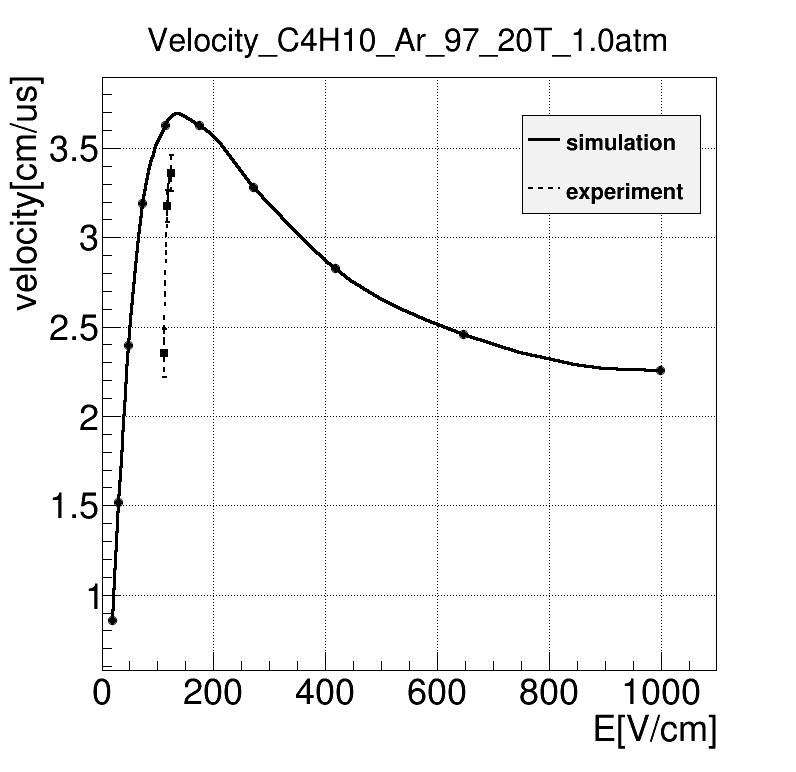 Velocity_C4H10_Ar_97_20T_1.0atm
velocity[cm/us]
3.5
3
2.5
2
1.5
1
simulation
experiment
0 200 400 600 800 1000
E[V/cm]